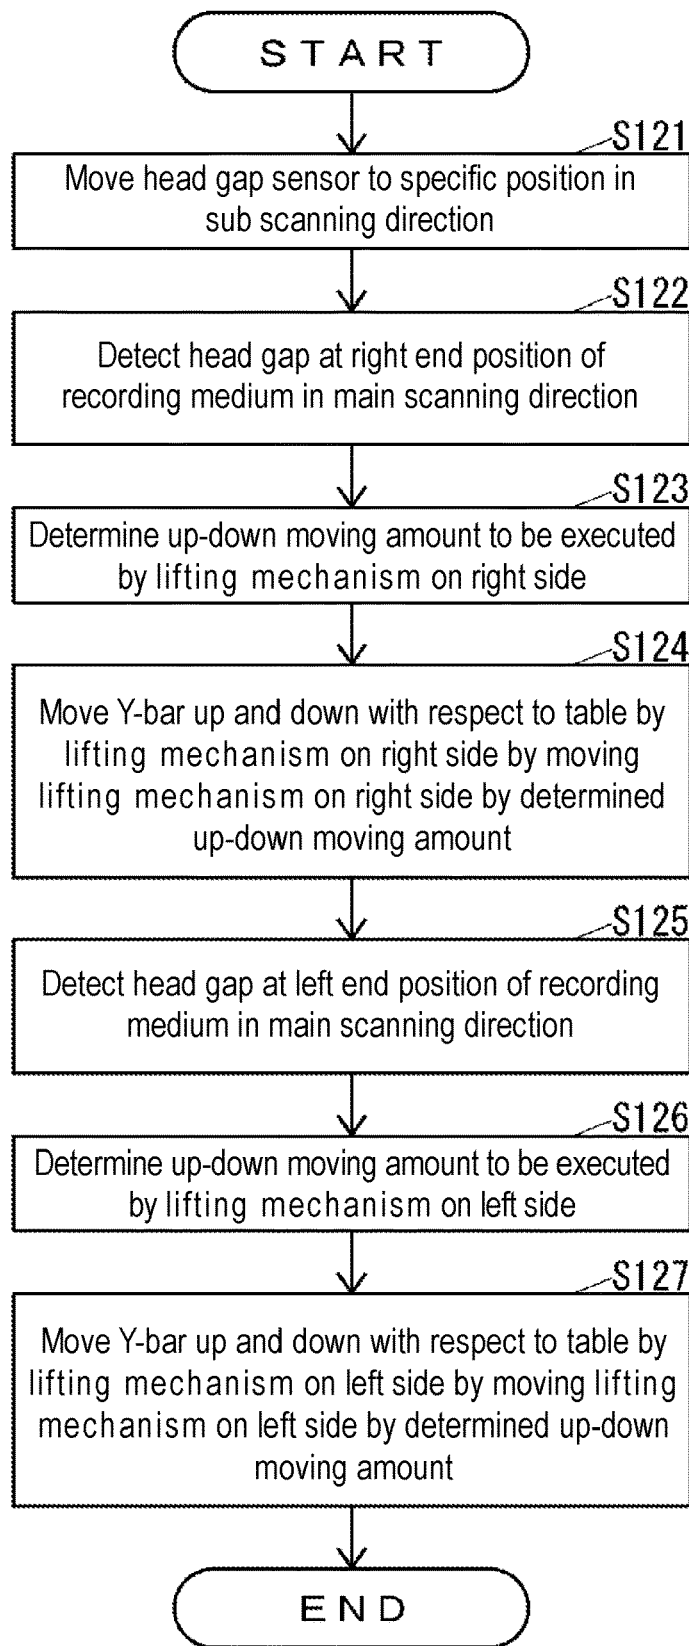 START
S121
Move head gap sensor to specific position in
sub scanning direction
S122
Detect head gap at right end position of
recording medium in main scanning direction
S123
Determine up-down moving amount to be executed
by lifting mechanism on right side
S124
Move Y-bar up and down with respect to table by
lifting mechanism on right side by moving
lifting mechanism on right side by determined
up-down moving amount
S125
Detect head gap at left end position of recording
medium in main scanning direction
S126
Determine up-down moving amount to be executed
by lifting mechanism on left side
S127
Move Y-bar up and down with respect to table by
lifting mechanism on left side by moving lifting
mechanism on left side by determined up-down
moving amount
END